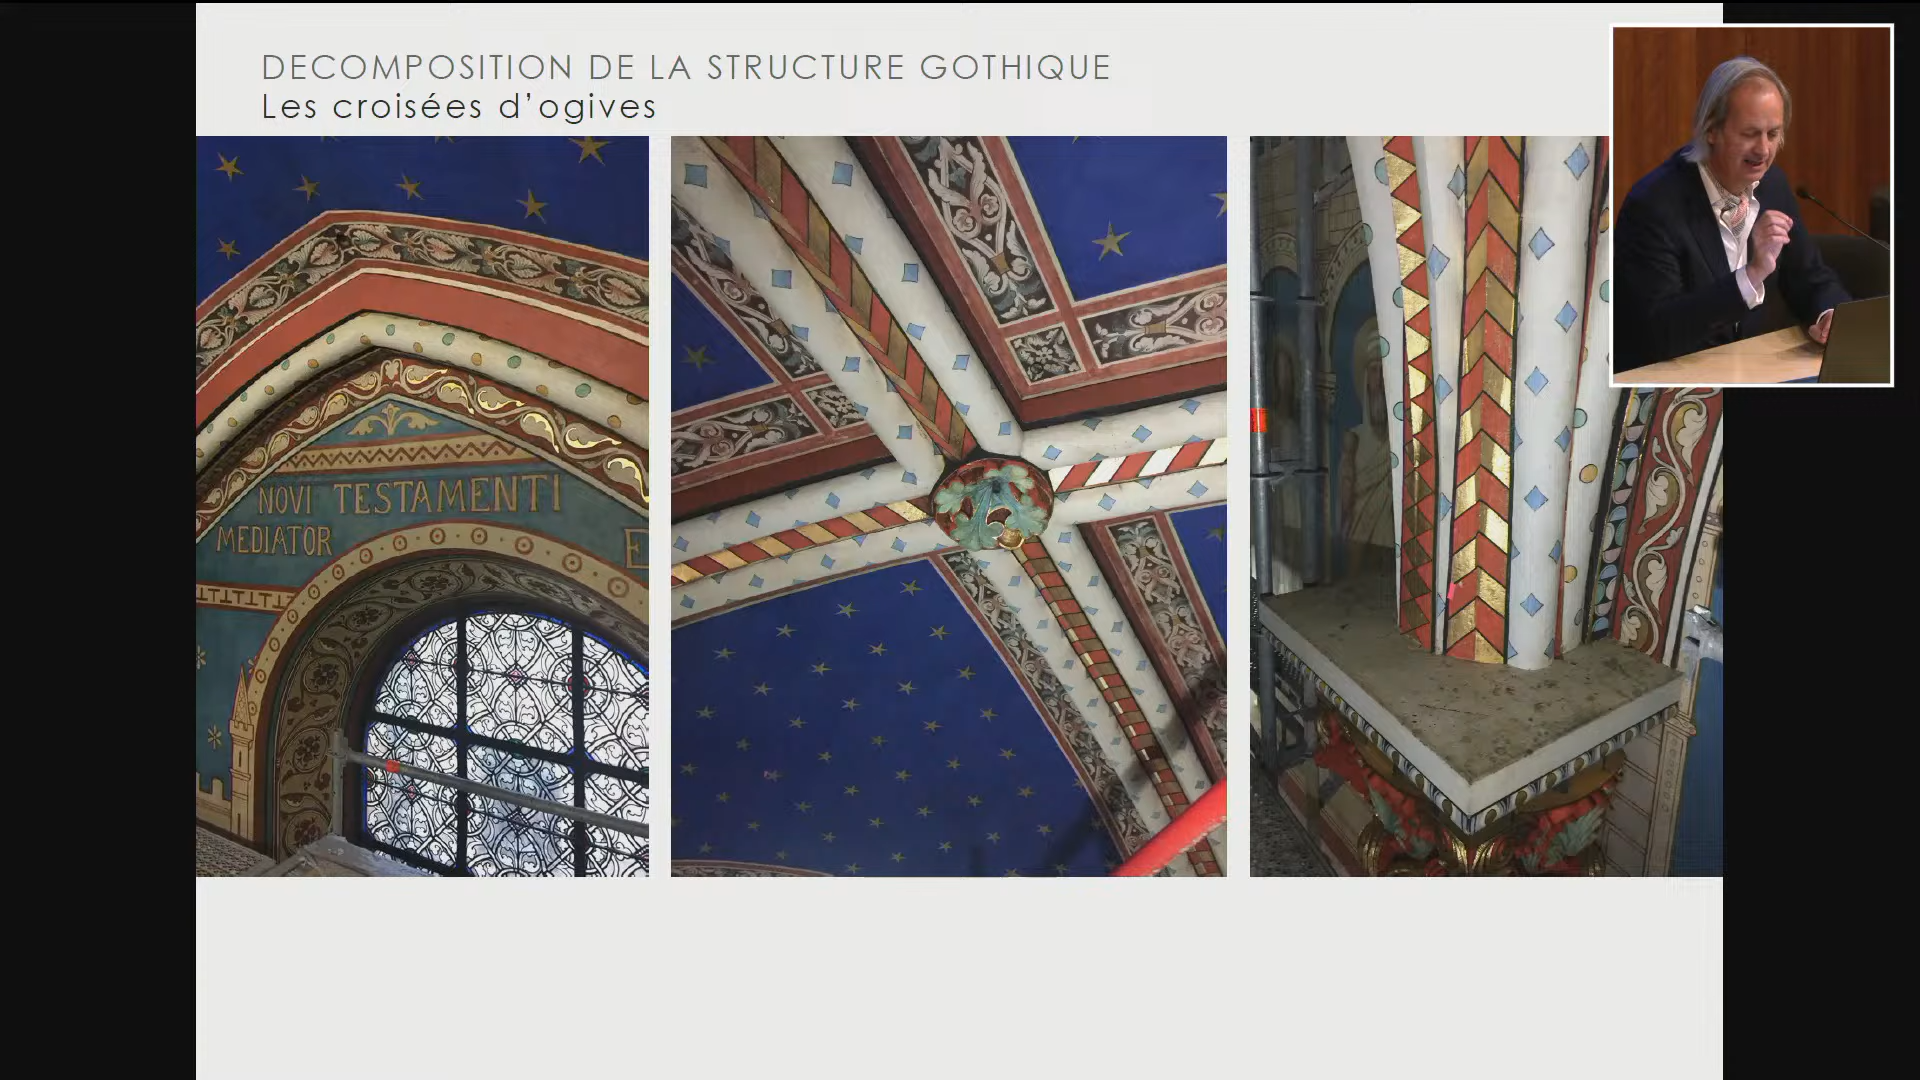 DECOMPOSITION DE LA STRUCTURE GOTHIQUE
Les croisées d’ogives
NOVI TESTAMENTI
MEDIATOR
E